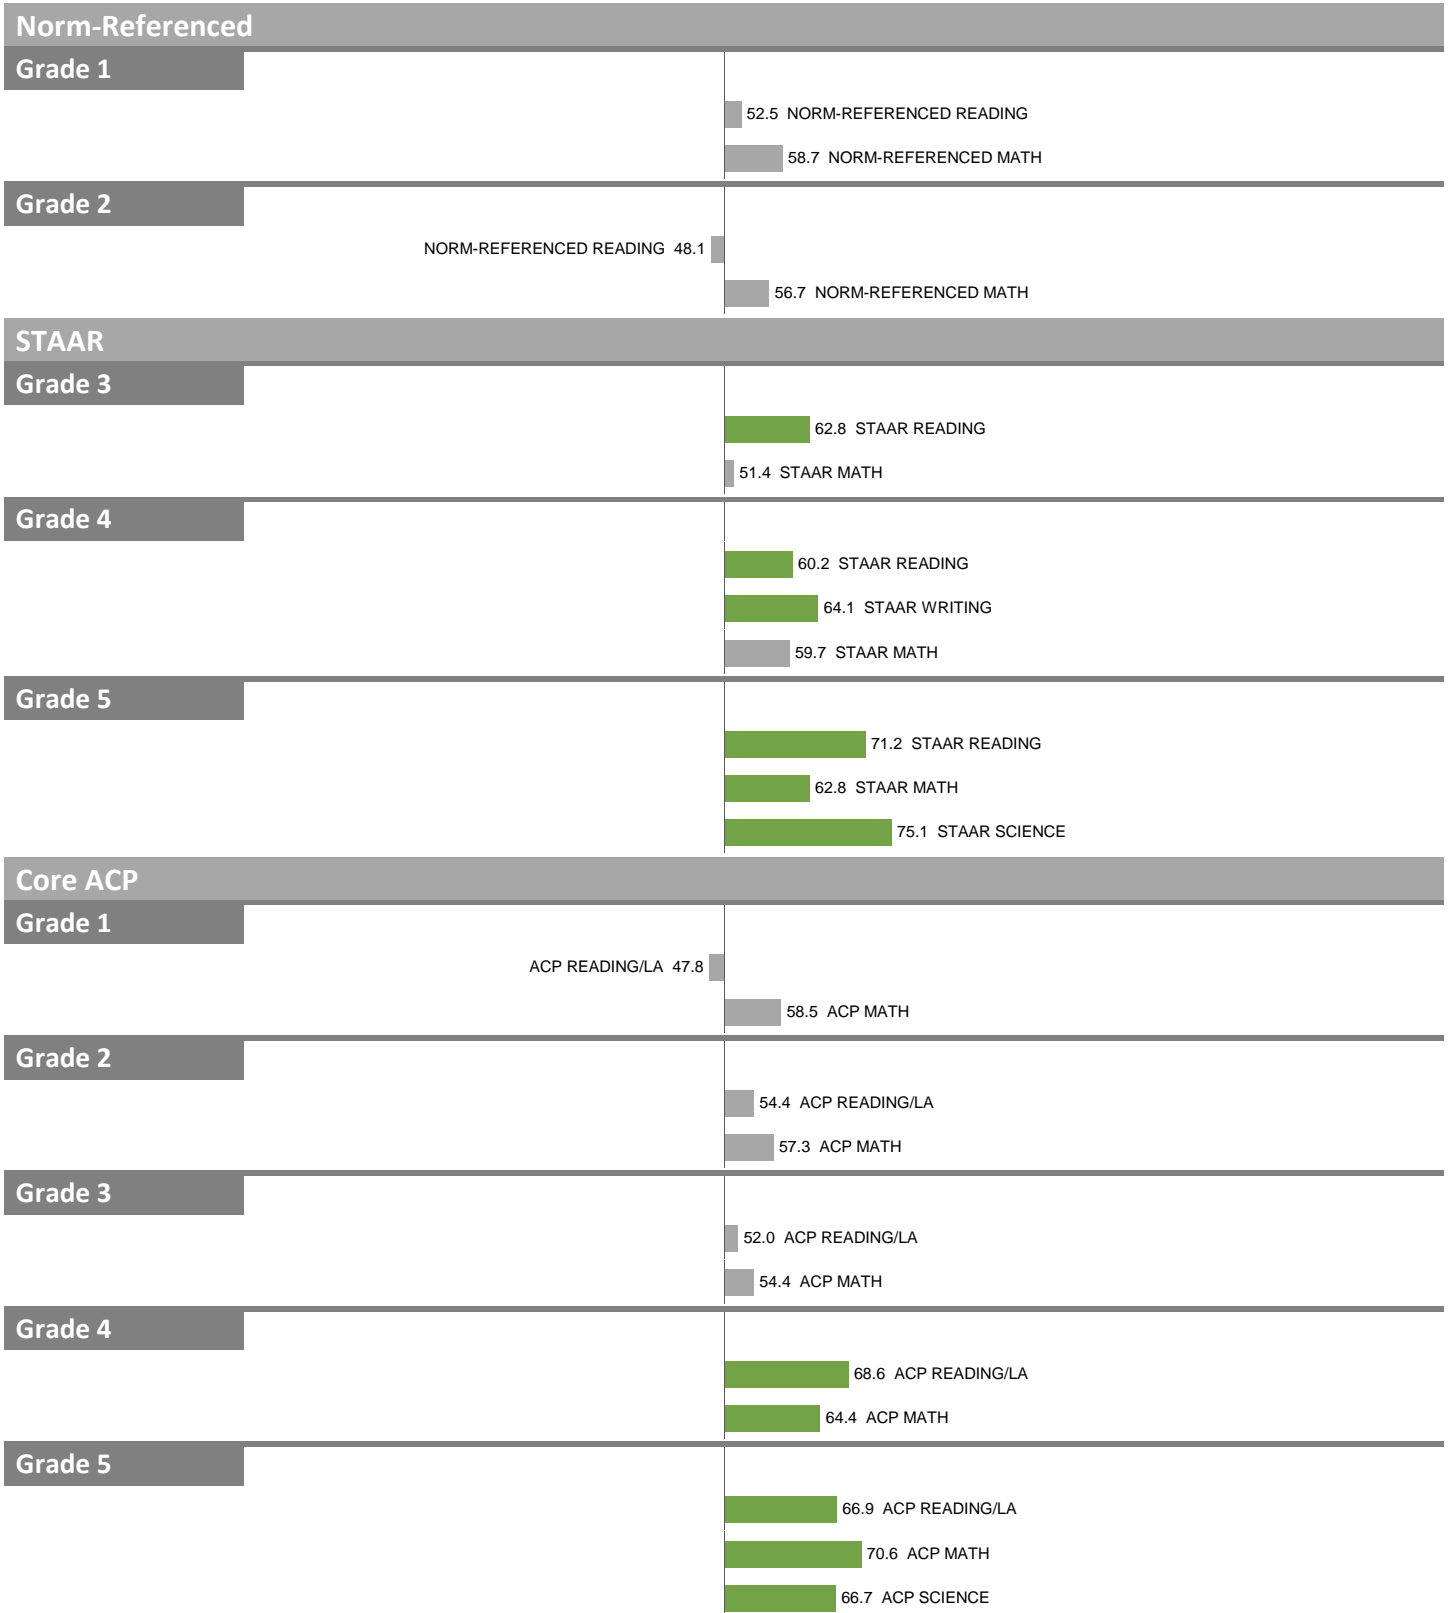 Norm-Referenced
Grade 1
52.5 NORM-REFERENCED READING
58.7 NORM-REFERENCED MATH
Grade 2
NORM-REFERENCED READING 48.1
56.7 NORM-REFERENCED MATH
STAAR
Grade 3
62.8 STAAR READING
51.4 STAAR MATH
Grade 4
60.2 STAAR READING
64.1 STAAR WRITING
59.7 STAAR MATH
Grade 5
71.2 STAAR READING
62.8 STAAR MATH
75.1 STAAR SCIENCE
Core ACP
Grade 1
ACP READING/LA 47.8
58.5 ACP MATH
Grade 2
54.4 ACP READING/LA
57.3 ACP MATH
Grade 3
52.0 ACP READING/LA
54.4 ACP MATH
Grade 4
68.6 ACP READING/LA
64.4 ACP MATH
Grade 5
66.9 ACP READING/LA
70.6 ACP MATH
66.7 ACP SCIENCE